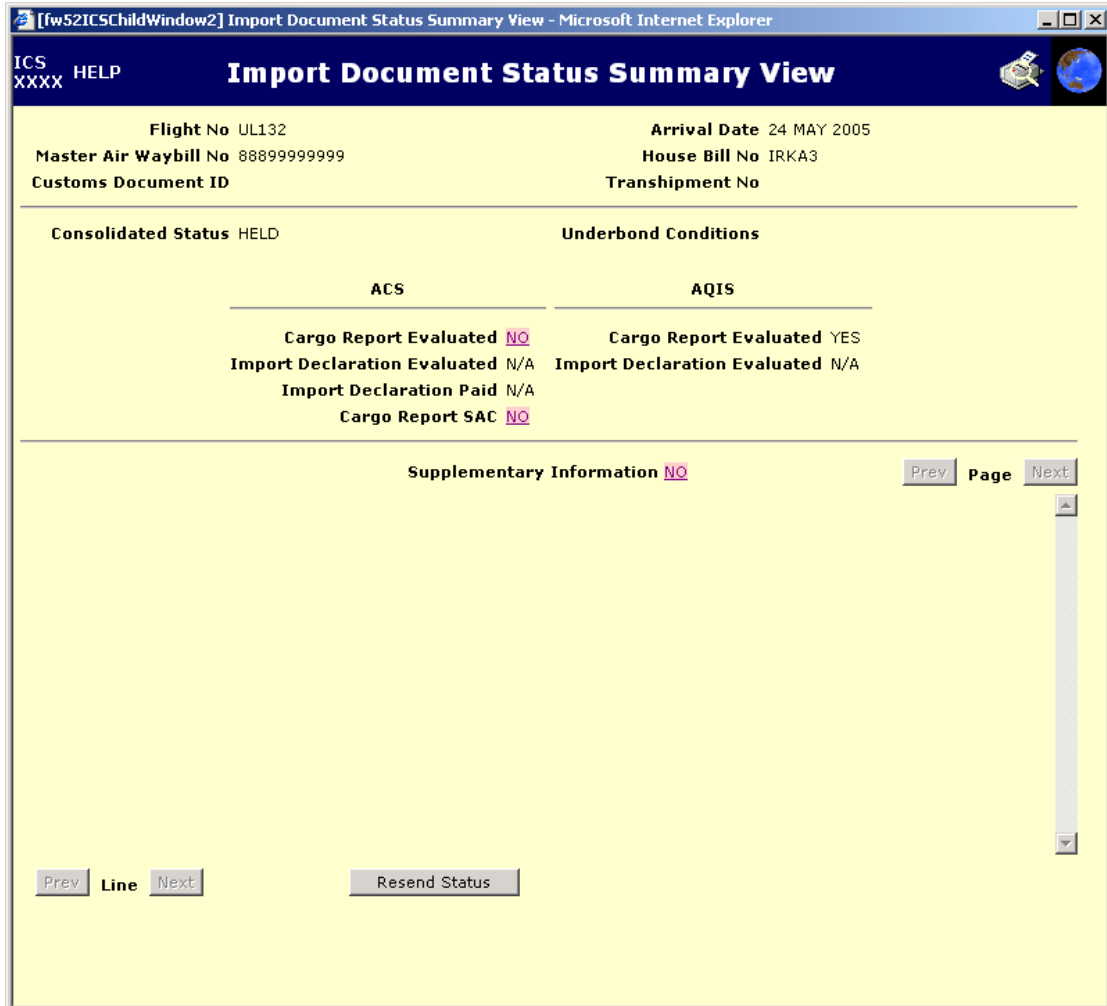 [fw52ICSChildWindow2] Import Document Status Summary View - Microsoft Internet Explorer
ICS XXXX HELP Import Document Status Summary View
Flight No UL132 Arrival Date 24 MAY 2005
Master Air Waybill No 88899999999 House Bill No IRKA3
Customs Document ID Transhipment No
Consolidated Status HELD Underbond Conditions
ACS AQIS
Cargo Report Evaluated NO Cargo Report Evaluated YES
Import Declaration Evaluated N/A Import Declaration Evaluated N/A
Import Declaration Paid N/A
Cargo Report SAC NO
Supplementary Information NO Prev Page Next
Prev Line Next Resend Status